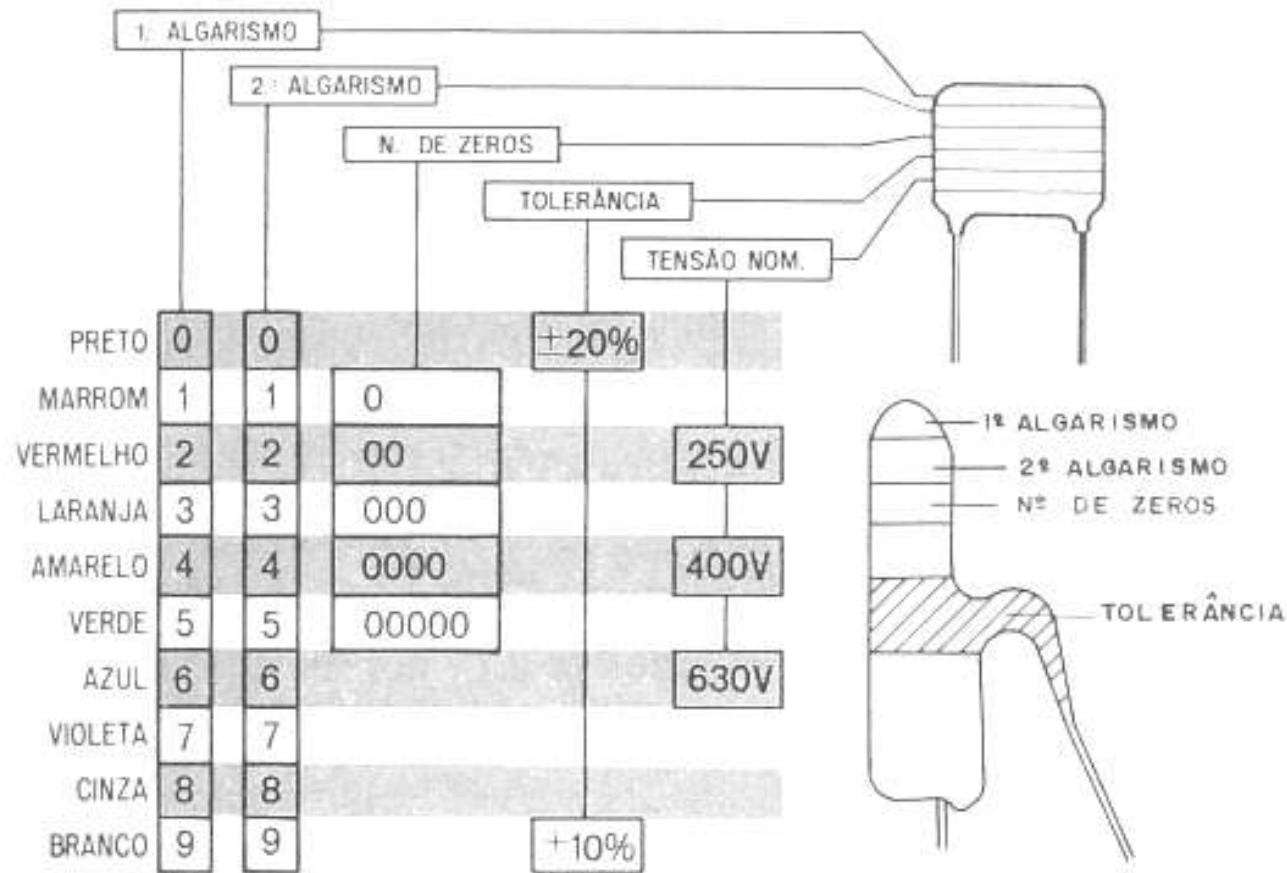 1. ALGARISMO
2. ALGARISMO
N. DE ZEROS
TOLERÂNCIA
TENSÃO NOM.
PRETO 0 0 ±20%
MARROM 1 1 0
VERMELHO 2 2 00 250V
LARANJA 3 3 000
AMARELO 4 4 0000 400V
VERDE 5 5 00000
AZUL 6 6 630V
VIOLETA 7 7
CINZA 8 8
BRANCO 9 9 +10%
1º ALGARISMO
2º ALGARISMO
Nº DE ZEROS
TOLERÂNCIA